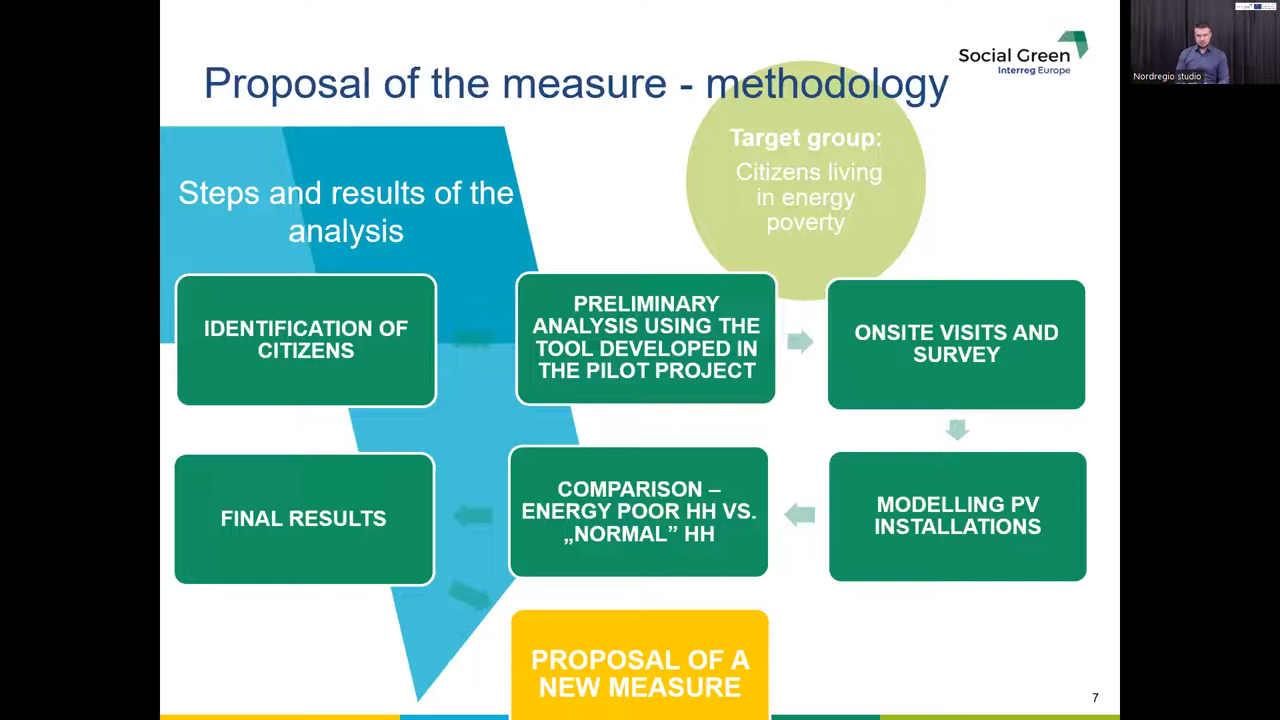 Social Green
Interreg Europe
Nordregio studio
Proposal of the measure - methodology
Target group:
Citizens living
in energy
poverty
Steps and results of the
analysis
IDENTIFICATION OF
CITIZENS
PRELIMINARY
ANALYSIS USING THE
TOOL DEVELOPED IN
THE PILOT PROJECT
ONSITE VISITS AND
SURVEY
MODELLING PV
INSTALLATIONS
COMPARISON –
ENERGY POOR HH VS.
„NORMAL” HH
FINAL RESULTS
PROPOSAL OF A
NEW MEASURE
7